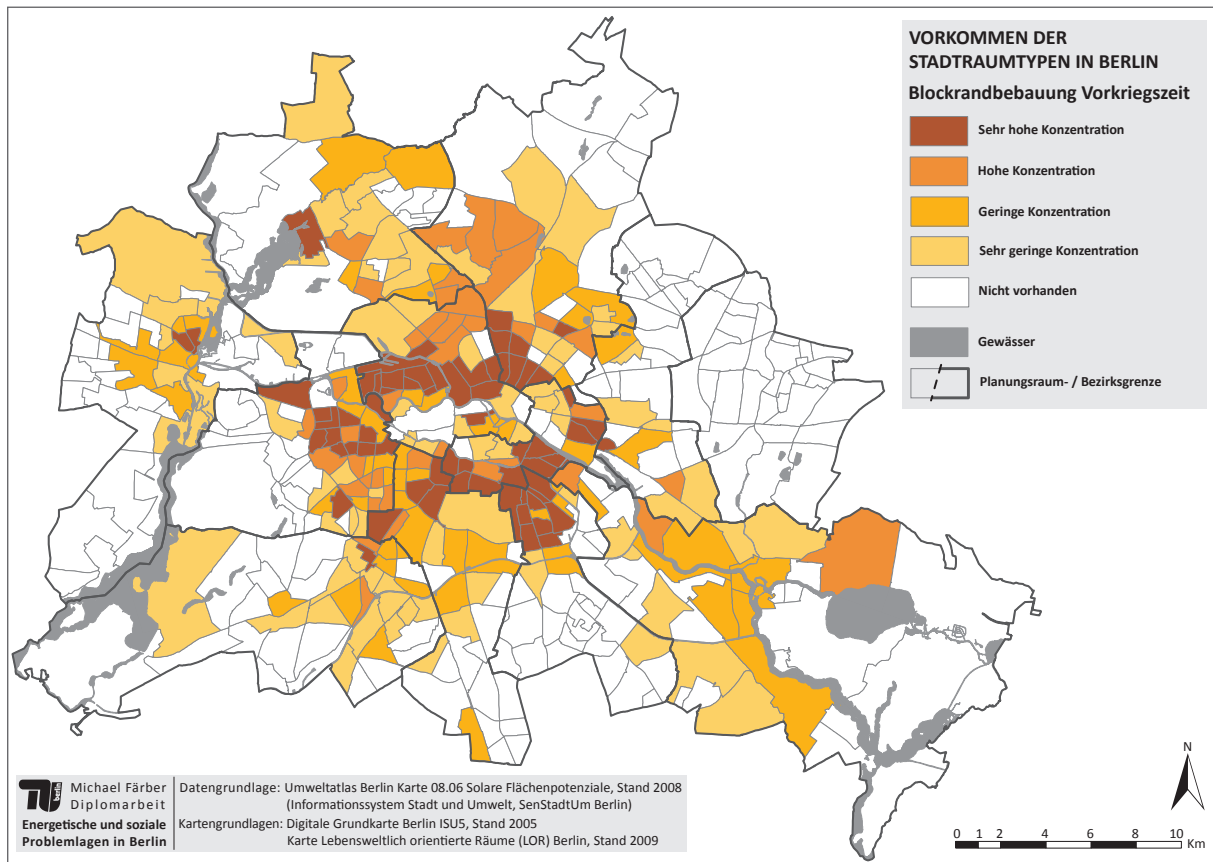 VORKOMMEN DER
STADTRAUMTYPEN IN BERLIN
Blockrandbebauung Vorkriegszeit
Sehr hohe Konzentration
Hohe Konzentration
Geringe Konzentration
Sehr geringe Konzentration
Nicht vorhanden
Gewässer
Planungsraum- / Bezirksgrenze
berlin
Michael Färber
Diplomarbeit
Energetische und soziale
Problemlagen in Berlin
Datengrundlage: Umweltatlas Berlin Karte 08.06 Solare Flächenpotenziale, Stand 2008
(Informationssystem Stadt und Umwelt, SenStadtUm Berlin)
Kartengrundlagen: Digitale Grundkarte Berlin ISU5, Stand 2005
Karte Lebensweltlich orientierte Räume (LOR) Berlin, Stand 2009
N
0 1 2 4 6 8 10
Km